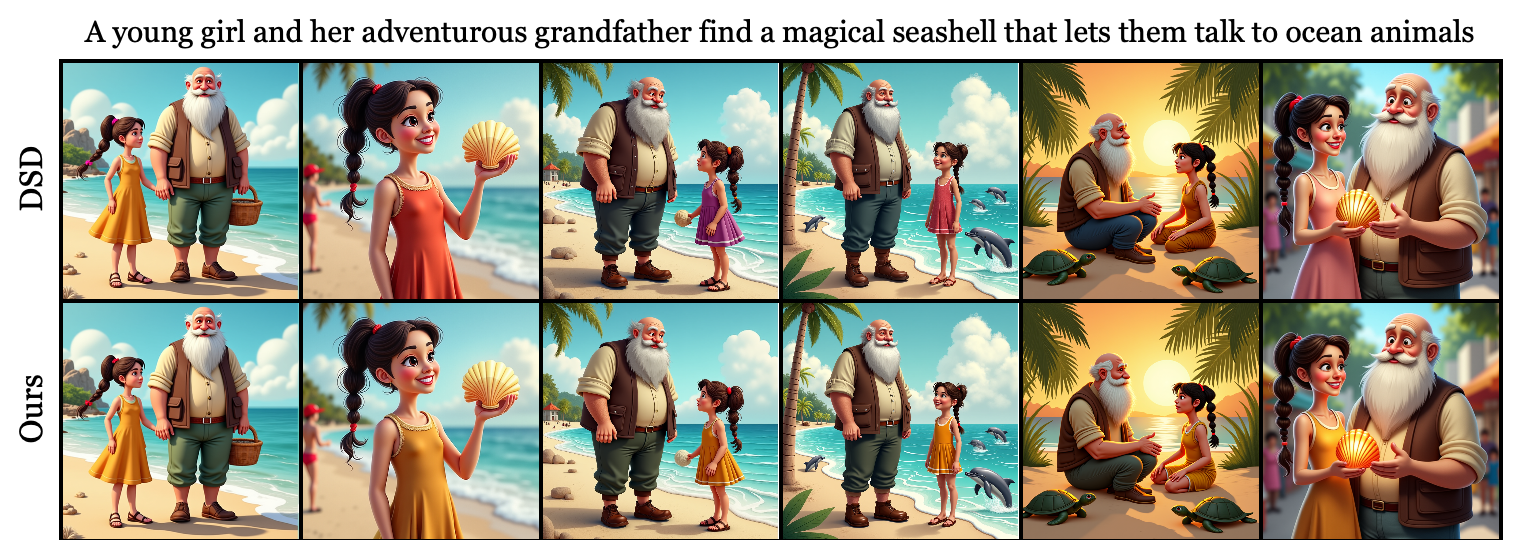 A young girl and her adventurous grandfather find a magical seashell that lets them talk to ocean animals
DSD
Ours